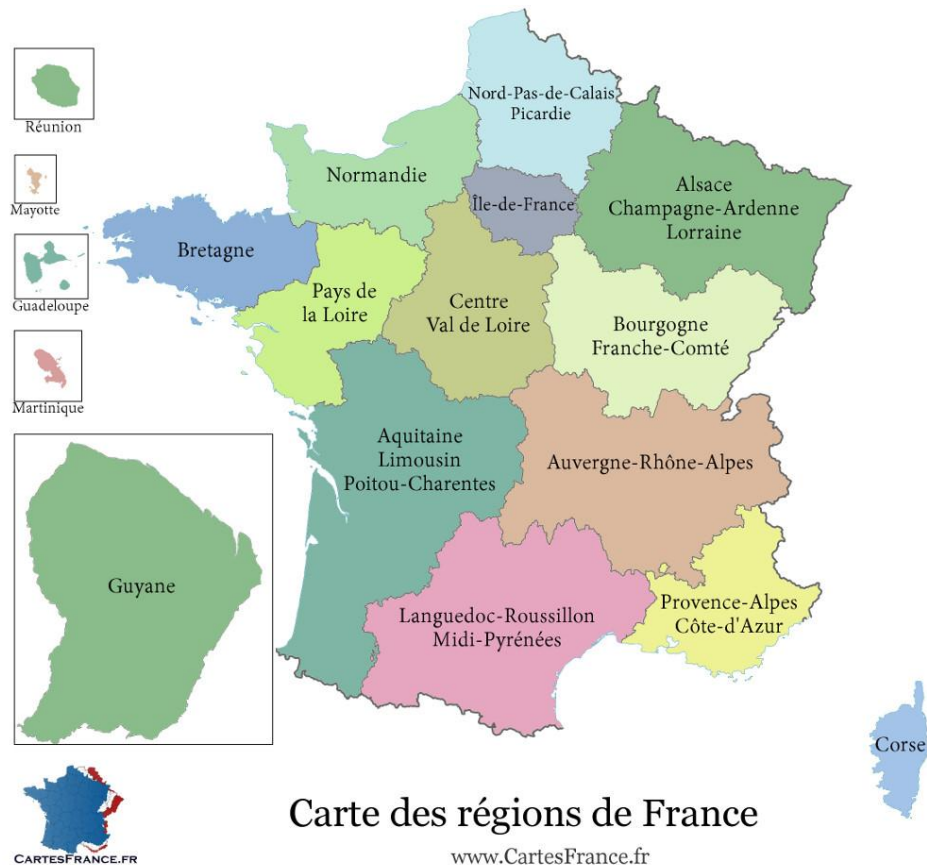 Nord-Pas-de-Calais
Picardie
Réunion
Normandie
Île-de-France
Alsace
Champagne-Ardenne
Lorraine
Mayotte
Bretagne
Guadeloupe
Pays de
la Loire
Centre
Val de Loire
Bourgogne
Franche-Comté
Martinique
Aquitaine
Limousin
Poitou-Charentes
Auvergne-Rhône-Alpes
Guyane
Languedoc-Roussillon
Midi-Pyrénées
Provence-Alpes
Côte-d'Azur
Corse
Carte des régions de France
CARTESFRANCE.FR
www.CartesFrance.fr